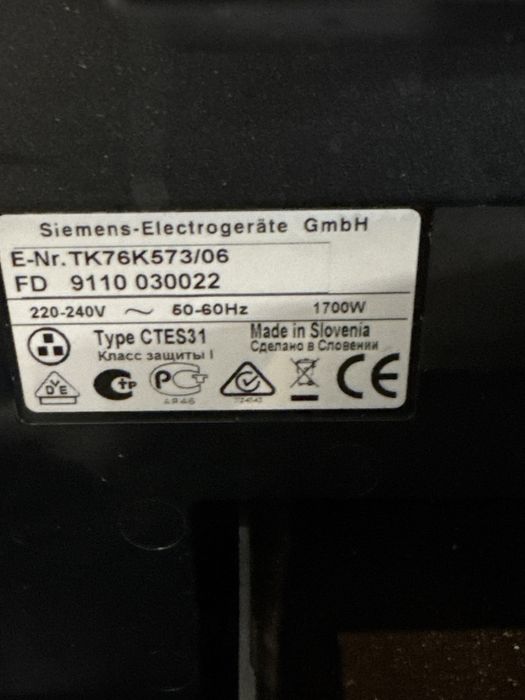 Siemens-Electrogeräte GmbH
E-Nr.TK76K573/06
FD 9110 030022
220-240V ~ 50-60Hz 1700W
Type CTES31 Made in Slovenia
Класс защиты I Сделано в Словении
DVE
CE